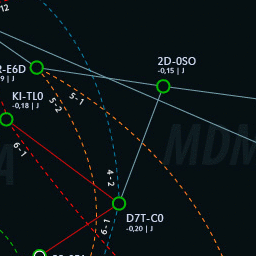 12
2D-0SO
-0,15 | J
R-E6D
9 | J
5-1
5-2
KI-TL0
-0,18 | J
6-1
4-2
MDM
D7T-C0
-0,20 | J